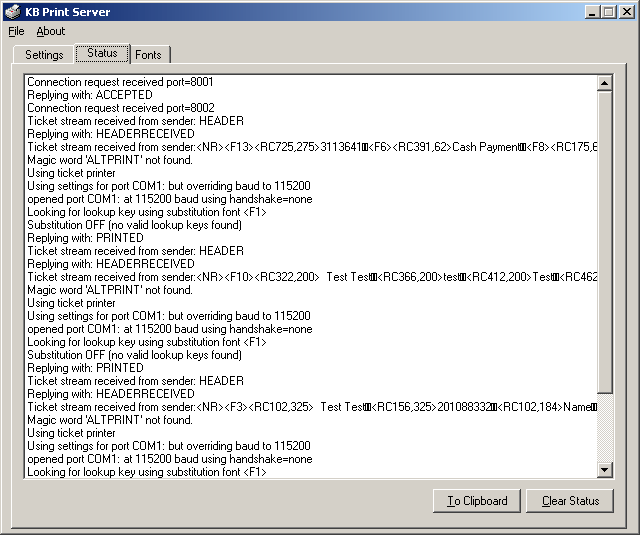 KB Print Server
File About
Settings Status Fonts
Connection request received port=8001
Replying with: ACCEPTED
Connection request received port=8002
Ticket stream received from sender: HEADER
Replying with: HEADERRECEIVED
Ticket stream received from sender:<NR><F13><RC725,275>3113641▯▯<F6><RC391,62>Cash Payment▯▯<F8><RC175,6
Magic word 'ALTPRINT' not found.
Using ticket printer
Using settings for port COM1: but overriding baud to 115200
opened port COM1: at 115200 baud using handshake=none
Looking for lookup key using substitution font <F1>
Substitution OFF (no valid lookup keys found)
Replying with: PRINTED
Ticket stream received from sender: HEADER
Replying with: HEADERRECEIVED
Ticket stream received from sender:<NR><F10><RC322,200>  Test Test▯▯<RC366,200>test▯▯<RC412,200>Test▯▯<RC462
Magic word 'ALTPRINT' not found.
Using ticket printer
Using settings for port COM1: but overriding baud to 115200
opened port COM1: at 115200 baud using handshake=none
Looking for lookup key using substitution font <F1>
Substitution OFF (no valid lookup keys found)
Replying with: PRINTED
Ticket stream received from sender: HEADER
Replying with: HEADERRECEIVED
Ticket stream received from sender:<NR><F3><RC102,325>  Test Test▯▯<RC156,325>201088332▯▯<RC102,184>Name▯▯
Magic word 'ALTPRINT' not found.
Using ticket printer
Using settings for port COM1: but overriding baud to 115200
opened port COM1: at 115200 baud using handshake=none
Looking for lookup key using substitution font <F1>
To Clipboard Clear Status